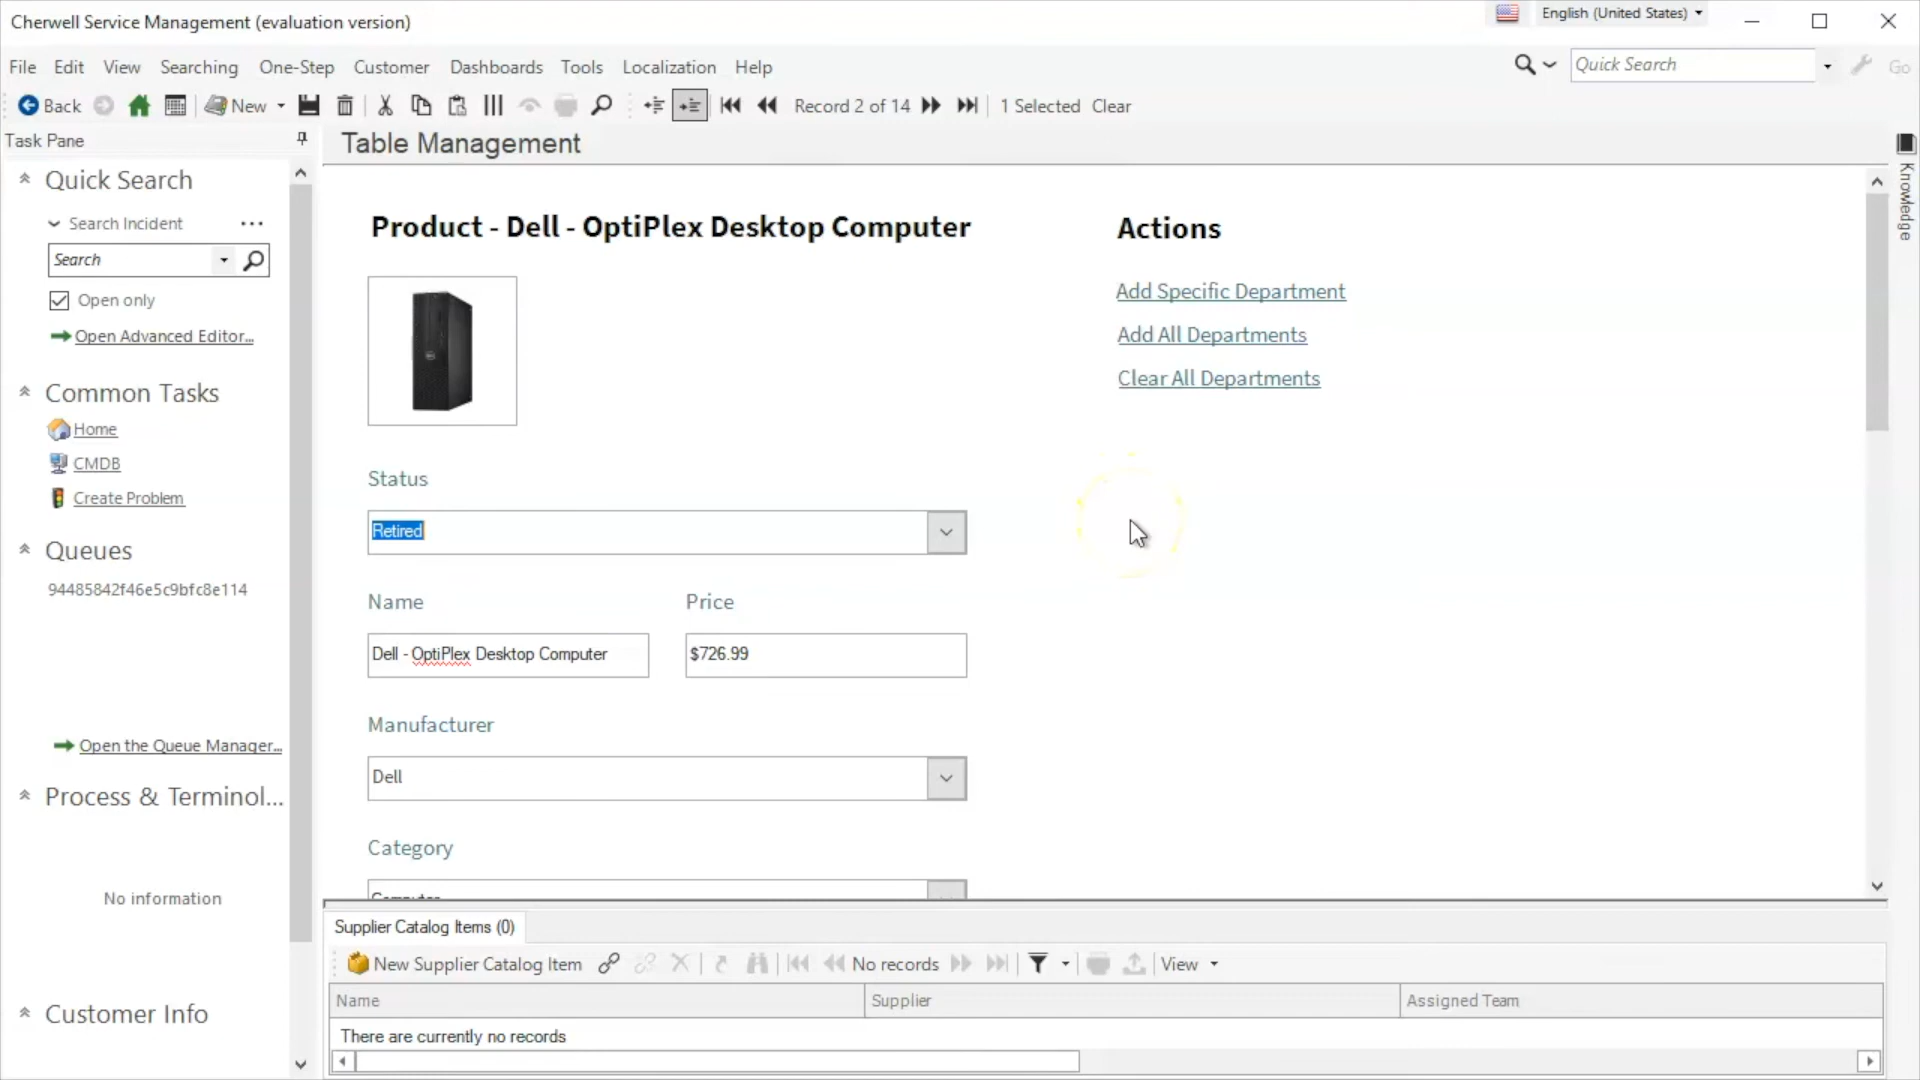 Cherwell Service Management (evaluation version)
English (United States)
File Edit View Searching One-Step Customer Dashboards Tools Localization Help
Quick Search
Go
Back
New
Record 2 of 14
1 Selected Clear
Task Pane
Table Management
Knowledge
Quick Search
Search Incident
Search
Open only
Open Advanced Editor...
Common Tasks
Home
CMDB
Create Problem
Queues
94485842f46e5c9bfc8e114
Open the Queue Manager...
Process & Terminol...
No information
Customer Info
Product - Dell - OptiPlex Desktop Computer
Actions
Add Specific Department
Add All Departments
Clear All Departments
Status
Retired
Name Price
Dell - OptiPlex Desktop Computer $726.99
Manufacturer
Dell
Category
Computer
Supplier Catalog Items (0)
New Supplier Catalog Item
No records
View
Name Supplier Assigned Team
There are currently no records